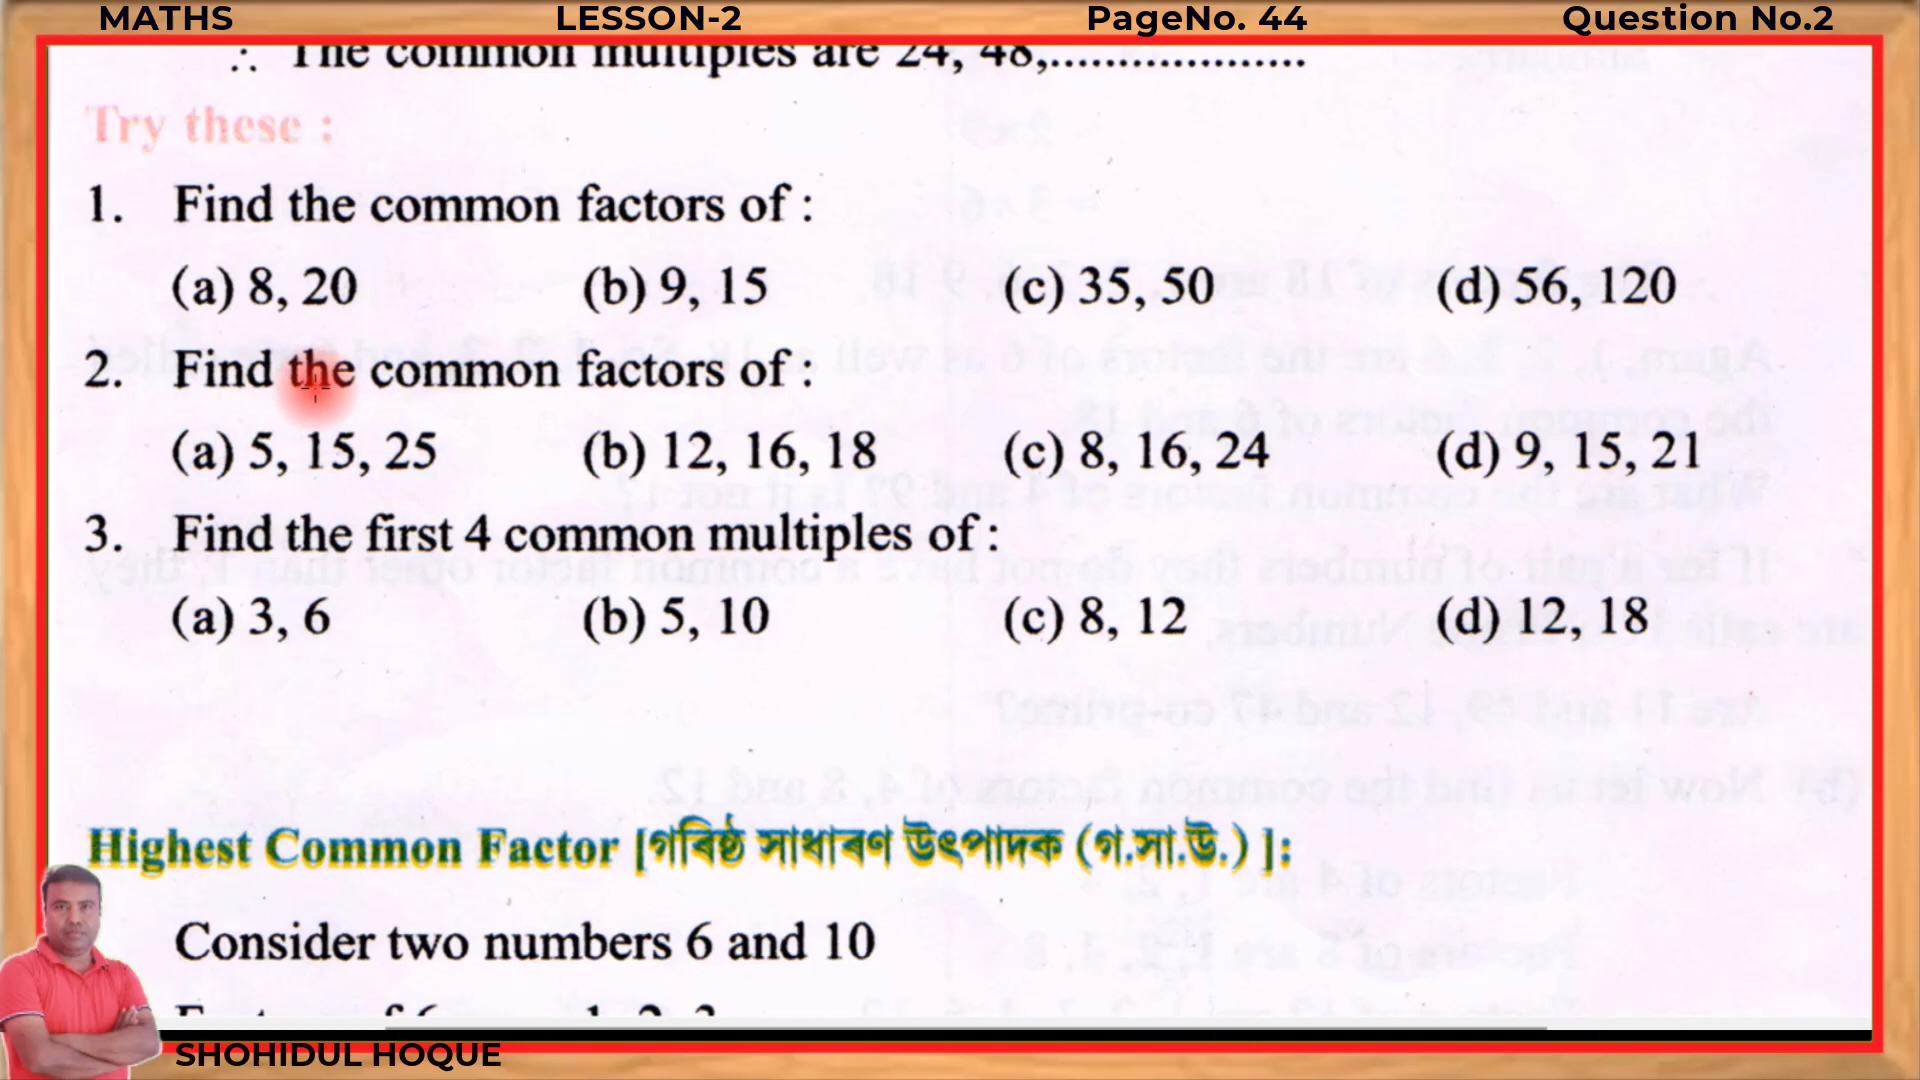 MATHS LESSON-2 PageNo. 44 Question No.2
∴ The common multiples are 24, 48,...................
Try these :
1. Find the common factors of :
(a) 8, 20 (b) 9, 15 (c) 35, 50 (d) 56, 120
2. Find the common factors of :
(a) 5, 15, 25 (b) 12, 16, 18 (c) 8, 16, 24 (d) 9, 15, 21
3. Find the first 4 common multiples of :
(a) 3, 6 (b) 5, 10 (c) 8, 12 (d) 12, 18
Highest Common Factor [গৰিষ্ঠ সাধাৰণ উৎপাদক (গ.সা.উ.) ]:
Consider two numbers 6 and 10
SHOHIDUL HOQUE